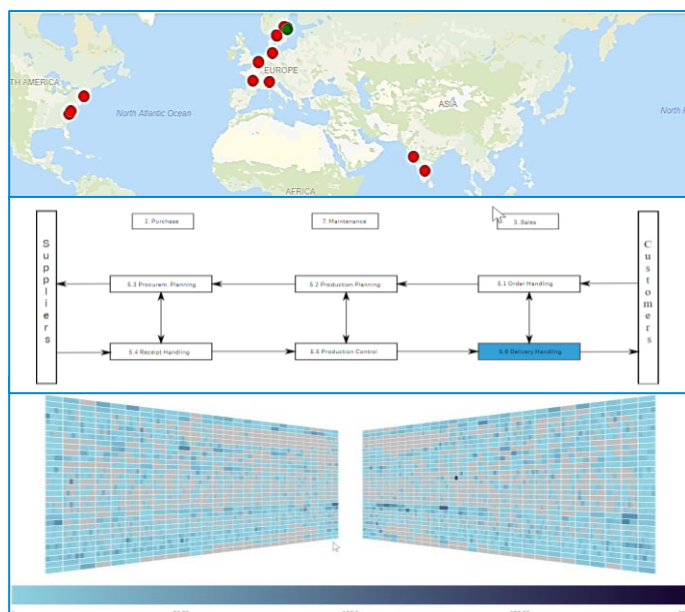 TH AMERICA
North Atlantic Ocean
EUROPE
ASIA
North
AFRICA
2. Purchase
7. Maintenance
3. Sales
Suppliers
Customers
5.3 Procurem. Planning
5.2 Production Planning
5.1 Order Handling
5.4 Receipt Handling
5.5 Production Control
5.6 Delivery Handling